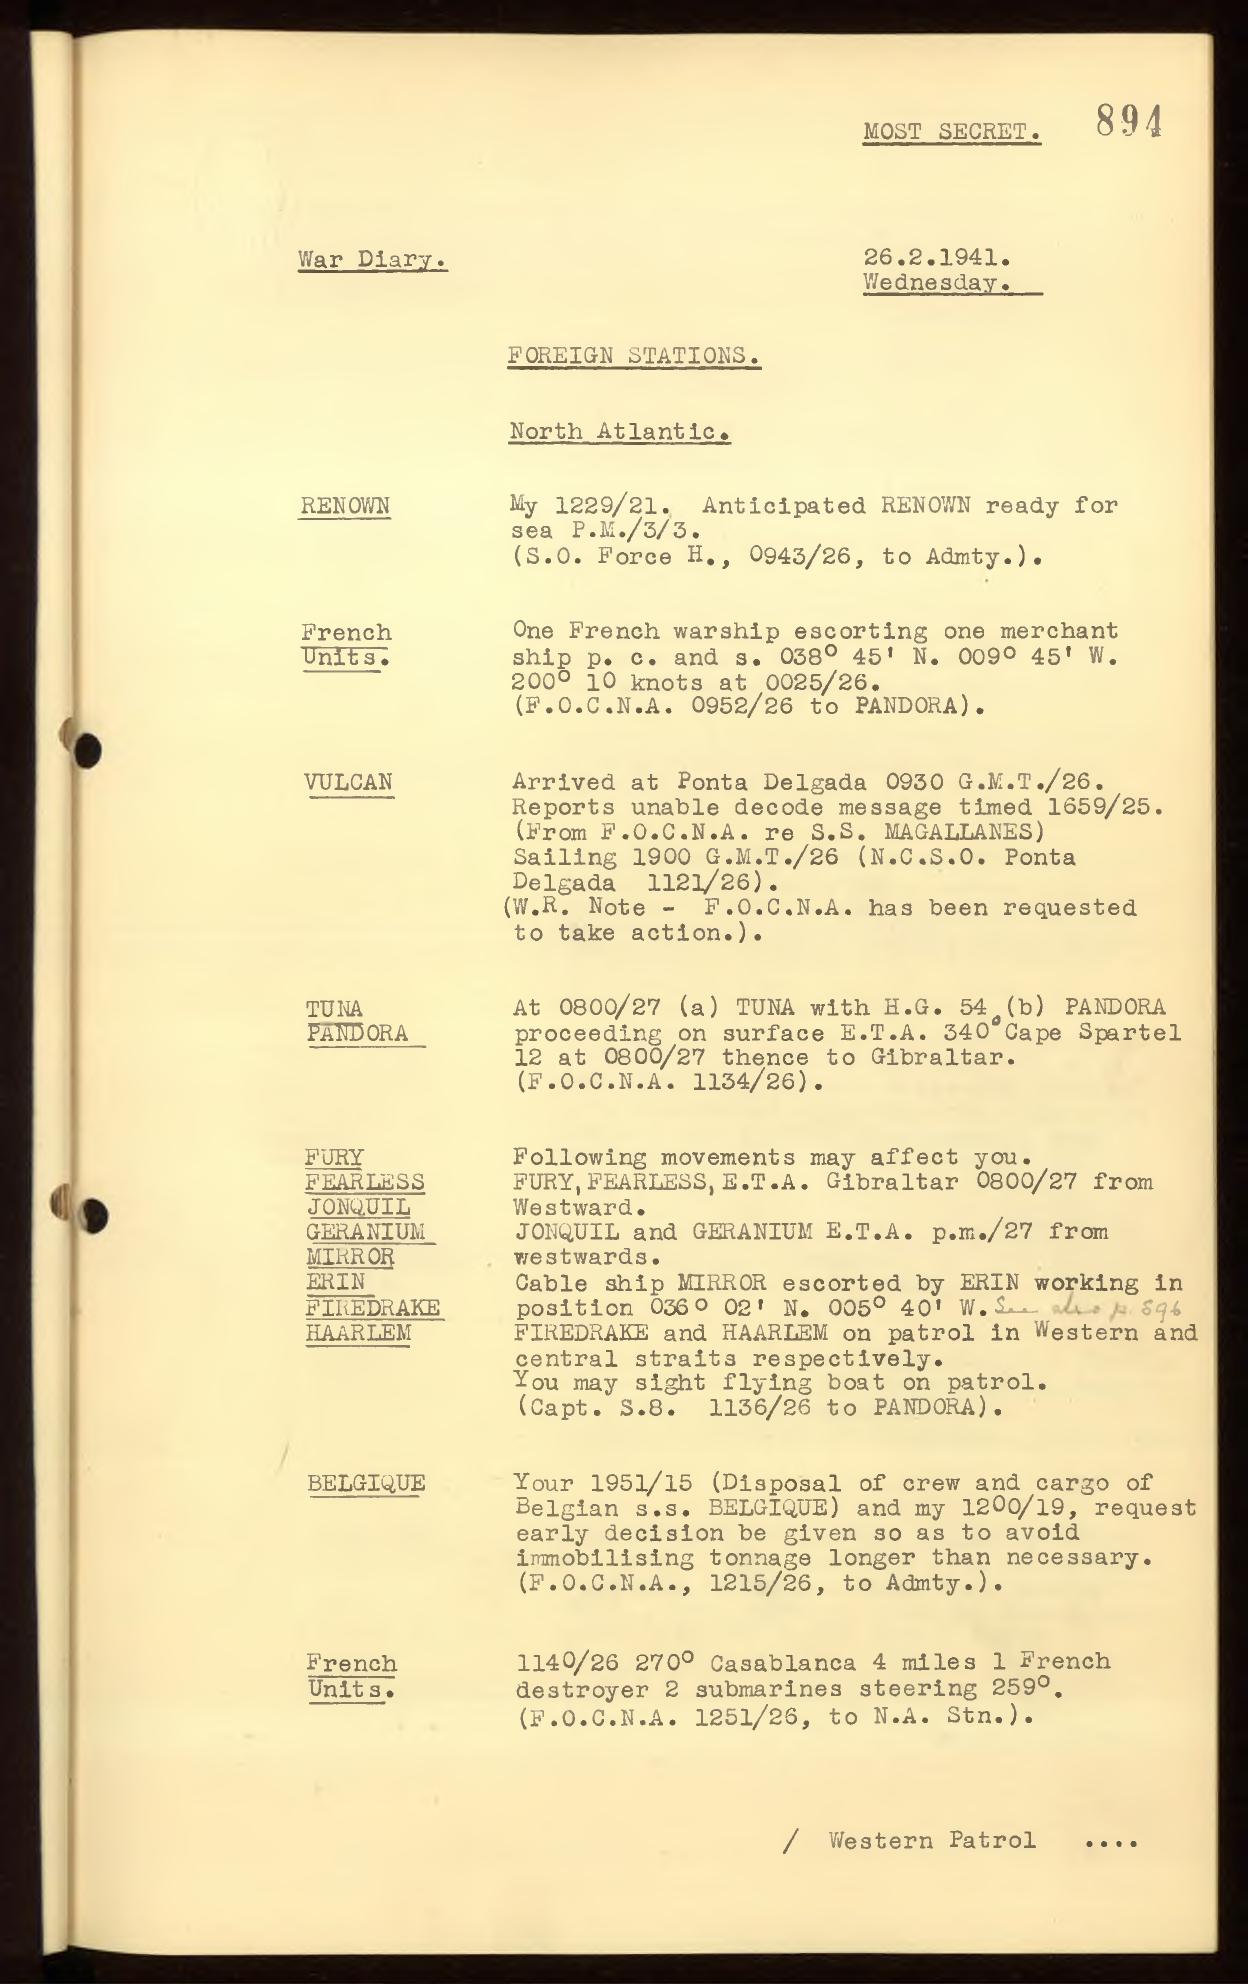 MOST SECRET. 894
War Diary. 26.2.1941.
Wednesday.
FOREIGN STATIONS.
North Atlantic.
RENOWN My 1229/21. Anticipated RENOWN ready for
sea P.M./3/3.
(S.O. Force H., 0943/26, to Admty.).
French One French warship escorting one merchant
Units. ship p. c. and s. 038° 45' N. 009° 45' W.
200° 10 knots at 0025/26.
(F.O.C.N.A. 0952/26 to PANDORA).
VULCAN Arrived at Ponta Delgada 0930 G.M.T./26.
Reports unable decode message timed 1659/25.
(From F.O.C.N.A. re S.S. MAGALLANES)
Sailing 1900 G.M.T./26 (N.C.S.O. Ponta
Delgada 1121/26).
(W.R. Note - F.O.C.N.A. has been requested
to take action.).
TUNA At 0800/27 (a) TUNA with H.G. 54 (b) PANDORA
PANDORA proceeding on surface E.T.A. 340° Cape Spartel
12 at 0800/27 thence to Gibraltar.
(F.O.C.N.A. 1134/26).
FURY Following movements may affect you.
FEARLESS FURY, FEARLESS, E.T.A. Gibraltar 0800/27 from
JONQUIL Westward.
GERANIUM JONQUIL and GERANIUM E.T.A. p.m./27 from
MIRROR westwards.
ERIN Cable ship MIRROR escorted by ERIN working in
FIREDRAKE position 036° 02' N. 005° 40' W. See also p. 896
HAARLEM FIREDRAKE and HAARLEM on patrol in Western and
central straits respectively.
You may sight flying boat on patrol.
(Capt. S.8. 1136/26 to PANDORA).
BELGIQUE Your 1951/15 (Disposal of crew and cargo of
Belgian s.s. BELGIQUE) and my 1200/19, request
early decision be given so as to avoid
immobilising tonnage longer than necessary.
(F.O.C.N.A., 1215/26, to Admty.).
French 1140/26 270° Casablanca 4 miles 1 French
Units. destroyer 2 submarines steering 259°.
(F.O.C.N.A. 1251/26, to N.A. Stn.).
/ Western Patrol ....